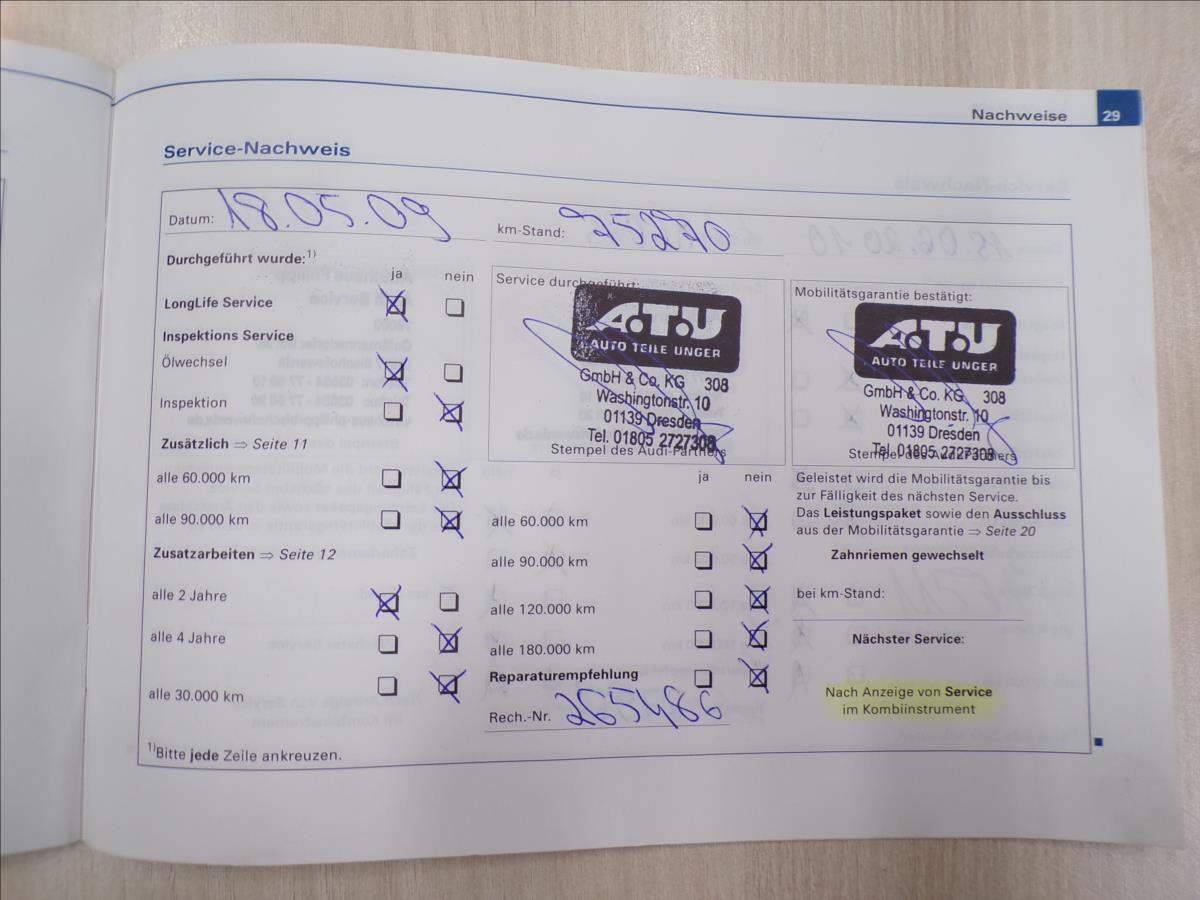 Nachweise 29
Service-Nachweis
Datum: 18.05.09 km-Stand: 75270
Durchgeführt wurde:1)
ja nein
LongLife Service
Inspektions Service
Ölwechsel
Inspektion
Zusätzlich ⇒ Seite 11
alle 60.000 km
alle 90.000 km
Zusatzarbeiten ⇒ Seite 12
alle 2 Jahre
alle 4 Jahre
alle 30.000 km
Service durchgeführt:
A.T.U
AUTO TEILE UNGER
GmbH & Co. KG 308
Washingtonstr. 10
01139 Dresden
Tel. 01805 2727308
Stempel des Audi-Partners
ja nein
alle 60.000 km
alle 90.000 km
alle 120.000 km
alle 180.000 km
Reparaturempfehlung
Rech.-Nr. 265486
Mobilitätsgarantie bestätigt:
A.T.U
AUTO TEILE UNGER
GmbH & Co. KG 308
Washingtonstr. 10
01139 Dresden
Tel. 01805 2727308
Stempel des Audi-Partners
Geleistet wird die Mobilitätsgarantie bis
zur Fälligkeit des nächsten Service.
Das Leistungspaket sowie den Ausschluss
aus der Mobilitätsgarantie ⇒ Seite 20
Zahnriemen gewechselt
bei km-Stand:
Nächster Service:
Nach Anzeige von Service
im Kombiinstrument
1)Bitte jede Zeile ankreuzen.